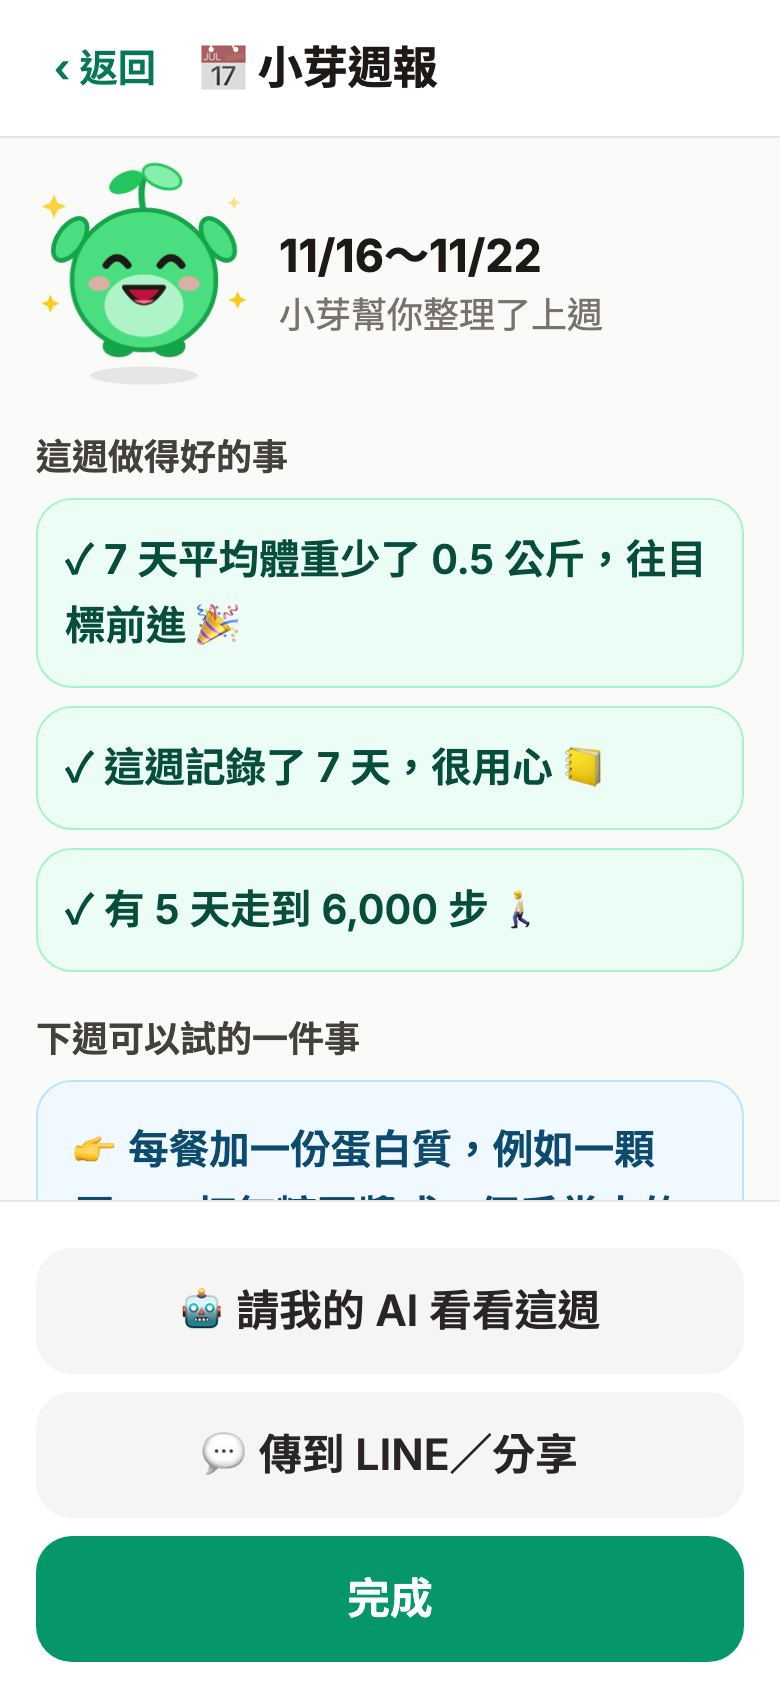 ‹ 返回 📅 小芽週報
11/16～11/22
小芽幫你整理了上週
這週做得好的事
✓ 7 天平均體重少了 0.5 公斤，往目
標前進 🎉
✓ 這週記錄了 7 天，很用心 📒
✓ 有 5 天走到 6,000 步 🚶
下週可以試的一件事
👉 每餐加一份蛋白質，例如一顆
🤖 請我的 AI 看看這週
💬 傳到 LINE／分享
完成